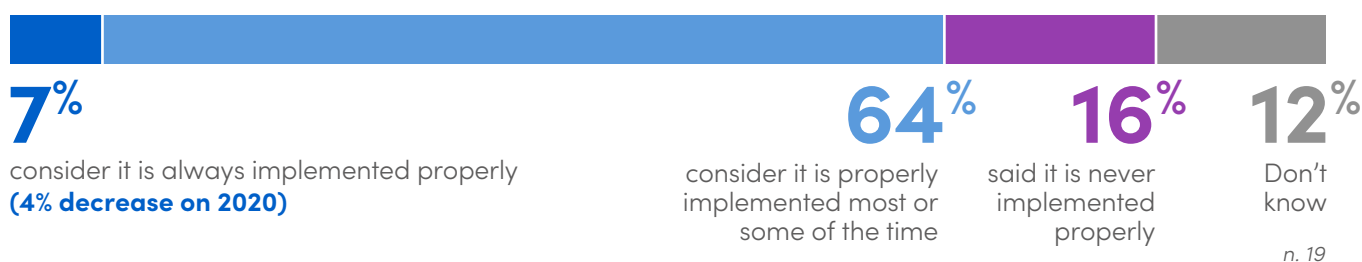 7%
consider it is always implemented properly
(4% decrease on 2020)
64%
consider it is properly
implemented most or
some of the time
16%
said it is never
implemented
properly
12%
Don't
know
n. 19